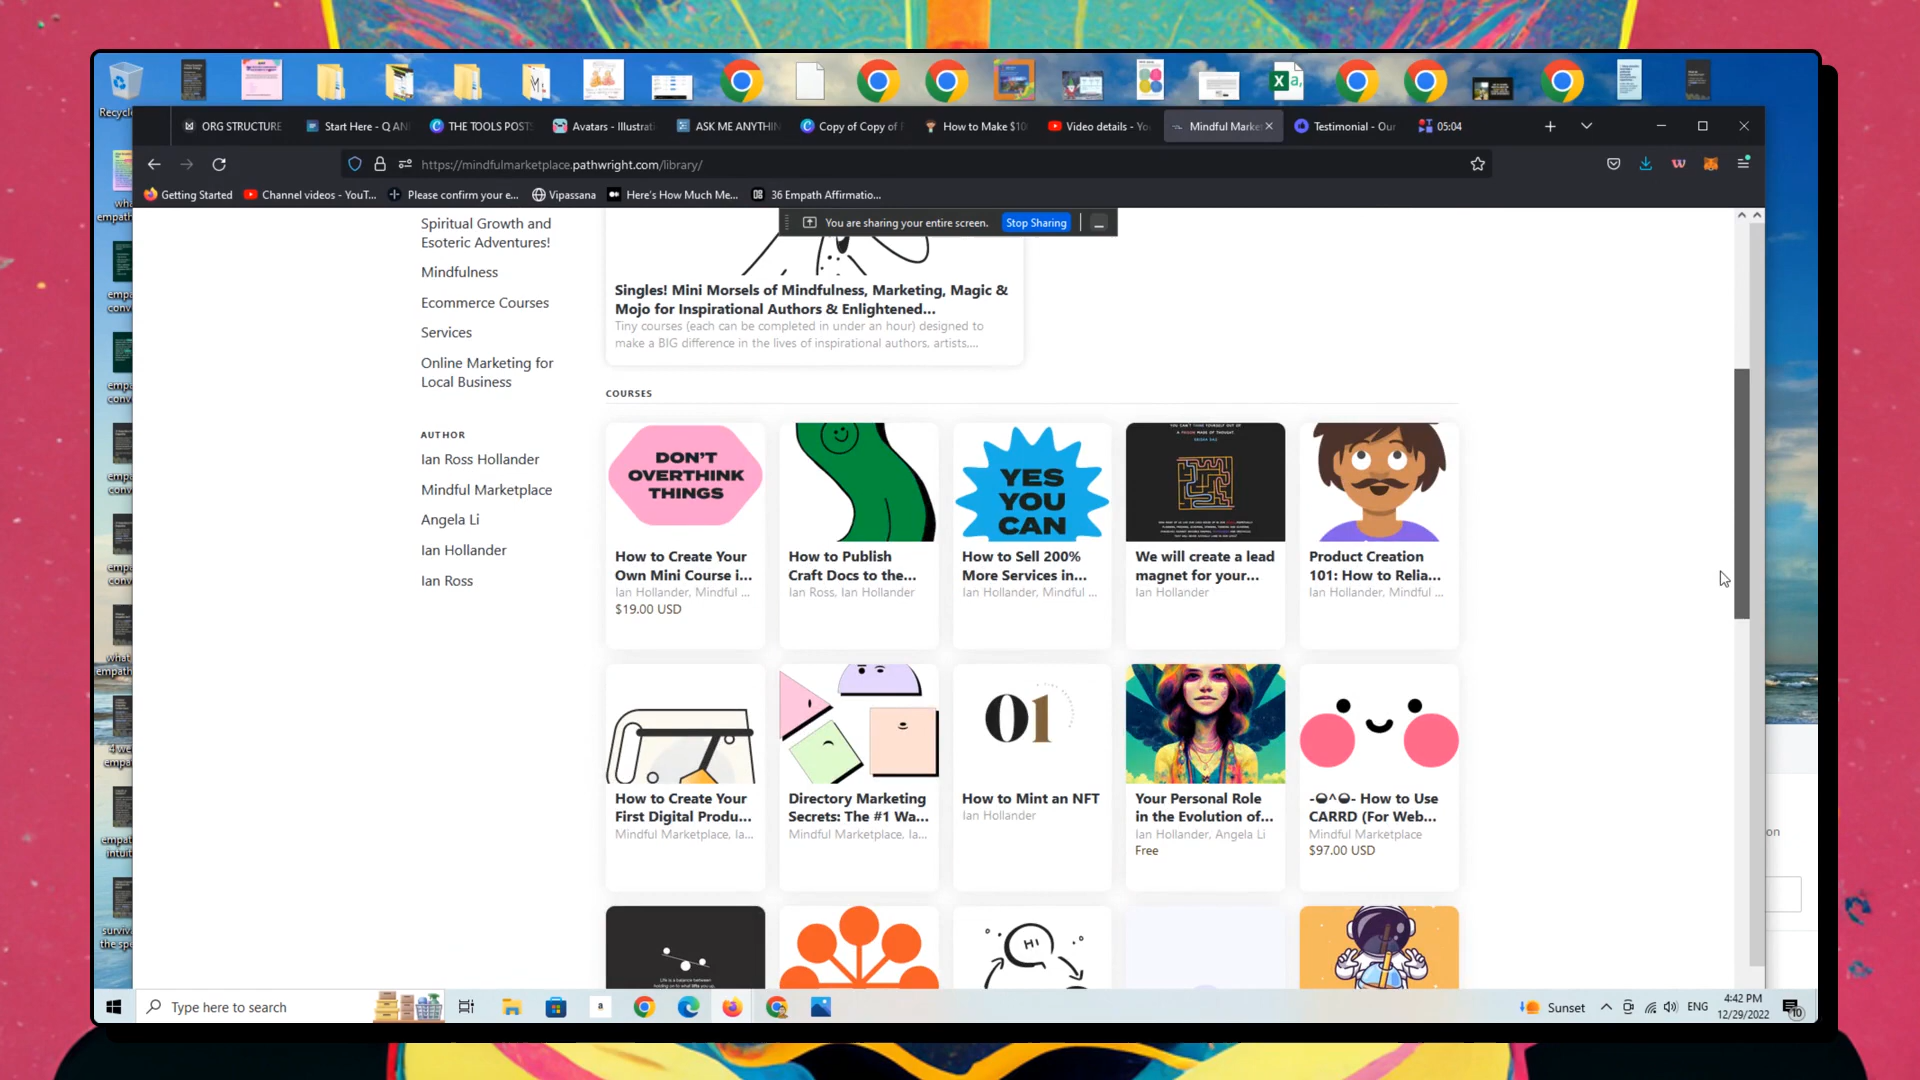 Recycle
ORG STRUCTURE
Start Here - Q AN
THE TOOLS POST
Avatars - Illustrati
ASK ME ANYTHIN
Copy of Copy of
How to Make $10
Video details - Yo
Mindful Marke
Testimonial - Our
05:04
https://mindfulmarketplace.pathwright.com/library/
Getting Started
Channel videos - YouT...
Please confirm your e...
Vipassana
Here's How Much Me...
36 Empath Affirmatio...
You are sharing your entire screen.
Stop Sharing
Spiritual Growth and
Esoteric Adventures!
Mindfulness
Ecommerce Courses
Services
Online Marketing for
Local Business
AUTHOR
Ian Ross Hollander
Mindful Marketplace
Angela Li
Ian Hollander
Ian Ross
Singles! Mini Morsels of Mindfulness, Marketing, Magic &
Mojo for Inspirational Authors & Enlightened...
Tiny courses (each can be completed in under an hour) designed to
make a BIG difference in the lives of inspirational authors, artists,...
COURSES
DON'T
OVERTHINK
THINGS
How to Create Your
Own Mini Course i...
Ian Hollander, Mindful ...
$19.00 USD
How to Publish
Craft Docs to the...
Ian Ross, Ian Hollander
YES
YOU
CAN
How to Sell 200%
More Services in...
Ian Hollander, Mindful ...
We will create a lead
magnet for your...
Ian Hollander
Product Creation
101: How to Relia...
Ian Hollander, Mindful ...
How to Create Your
First Digital Produ...
Mindful Marketplace, Ia...
Directory Marketing
Secrets: The #1 Wa...
Mindful Marketplace, Ia...
01
How to Mint an NFT
Ian Hollander
Your Personal Role
in the Evolution of...
Ian Hollander, Angela Li
Free
-◒^◒- How to Use
CARRD (For Web...
Mindful Marketplace
$97.00 USD
HI
Type here to search
Sunset
ENG
4:42 PM
12/29/2022
10